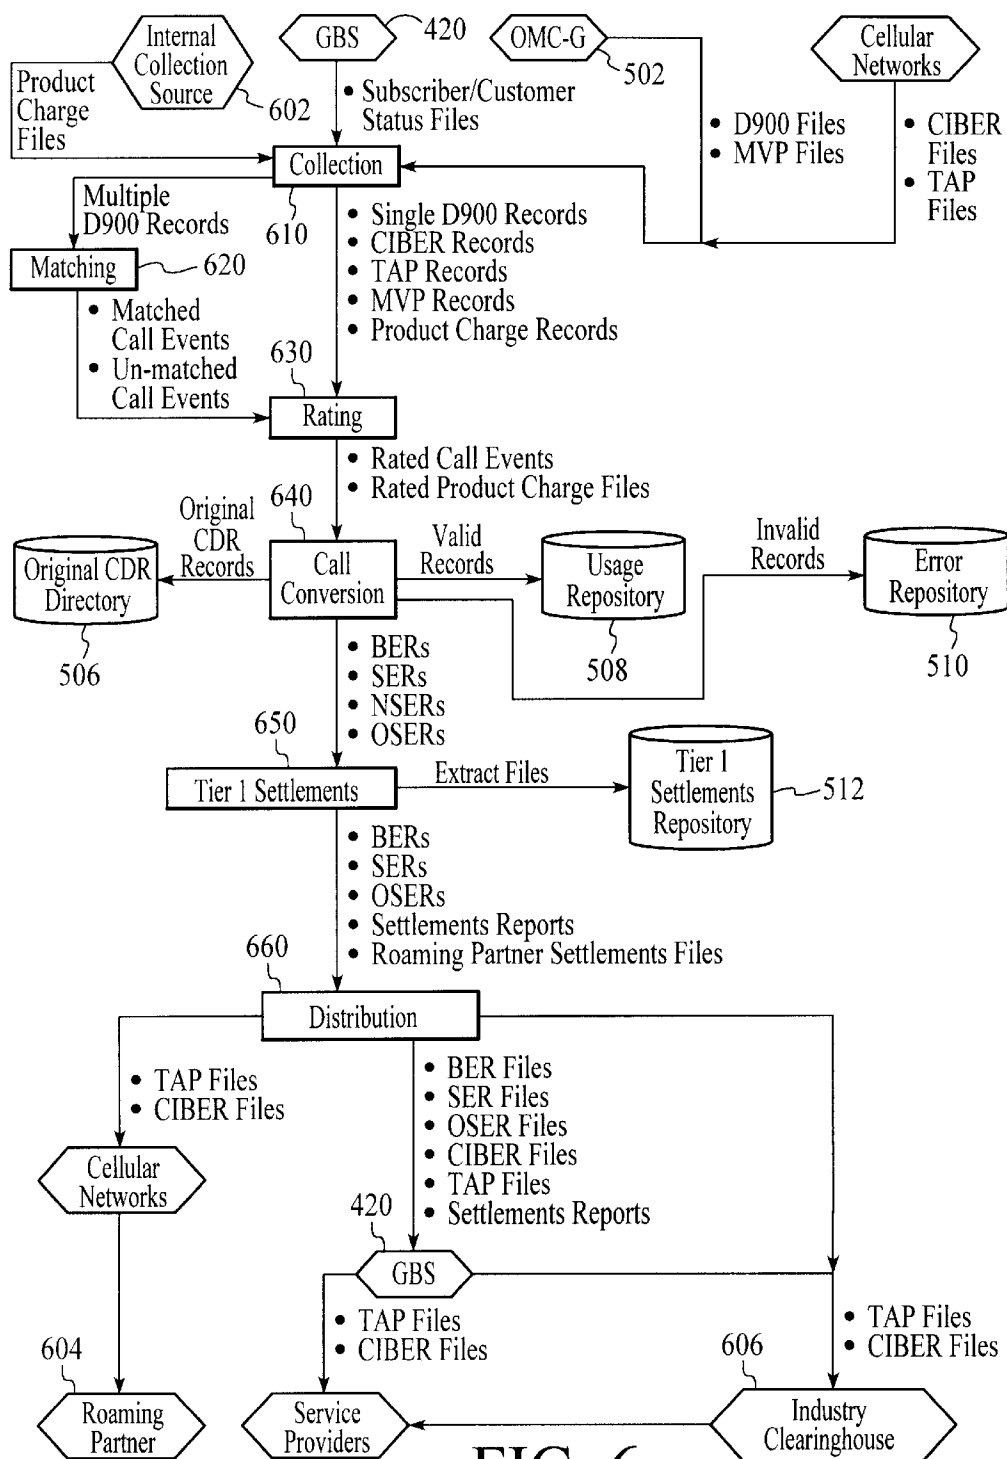 Internal
Collection
Source
602
GBS
420
OMC-G
502
Cellular
Networks
Product
Charge
Files
• Subscriber/Customer
Status Files
• D900 Files
• MVP Files
• CIBER
Files
• TAP
Files
Collection
610
Multiple
D900 Records
• Single D900 Records
• CIBER Records
• TAP Records
• MVP Records
• Product Charge Records
Matching
620
• Matched
Call Events
• Un-matched
Call Events
630
Rating
• Rated Call Events
• Rated Product Charge Files
640
Original
CDR
Records
Call
Conversion
Valid
Records
Invalid
Records
Original CDR
Directory
506
Usage
Repository
508
Error
Repository
510
• BERs
• SERs
• NSERs
• OSERs
650
Tier 1 Settlements
Extract Files
Tier 1
Settlements
Repository
512
• BERs
• SERs
• OSERs
• Settlements Reports
• Roaming Partner Settlements Files
660
Distribution
• TAP Files
• CIBER Files
• BER Files
• SER Files
• OSER Files
• CIBER Files
• TAP Files
• Settlements Reports
Cellular
Networks
420
GBS
• TAP Files
• CIBER Files
• TAP Files
• CIBER Files
604
Roaming
Partner
Service
Providers
606
Industry
Clearinghouse
FIG. 6